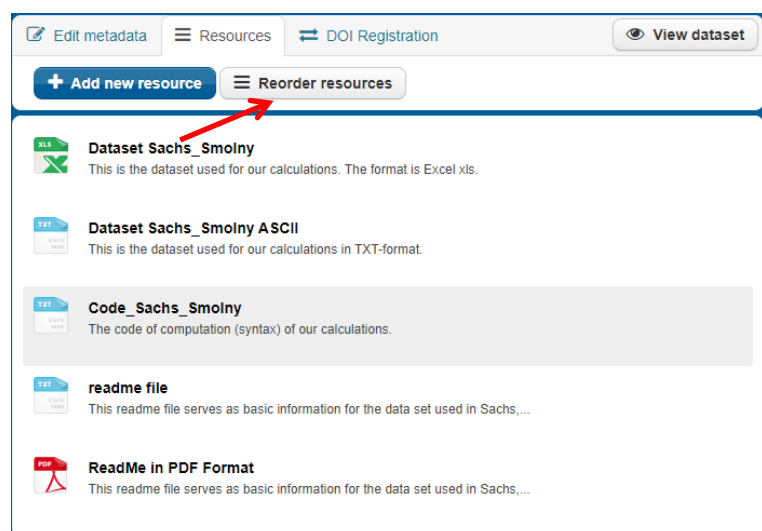 Edit metadata Resources DOI Registration View dataset
Add new resource Reorder resources
XLS
Dataset Sachs_Smolny
This is the dataset used for our calculations. The format is Excel xls.
TXT
Dataset Sachs_Smolny ASCII
This is the dataset used for our calculations in TXT-format.
TXT
Code_Sachs_Smolny
The code of computation (syntax) of our calculations.
TXT
readme file
This readme file serves as basic information for the data set used in Sachs,...
PDF
ReadMe in PDF Format
This readme file serves as basic information for the data set used in Sachs,...